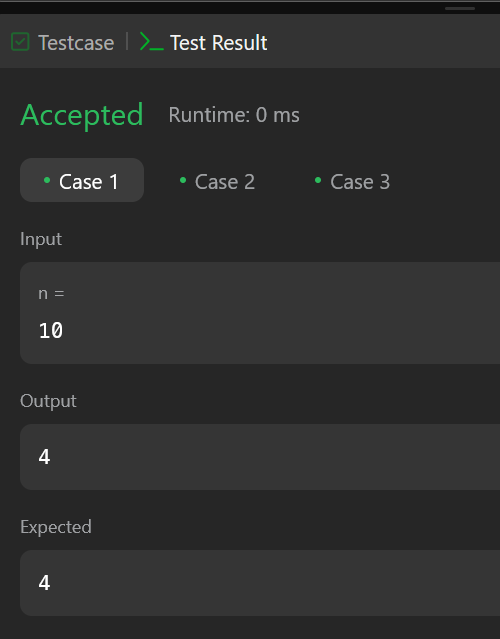 Testcase | Test Result
Accepted Runtime: 0 ms
• Case 1 • Case 2 • Case 3
Input
n =
10
Output
4
Expected
4